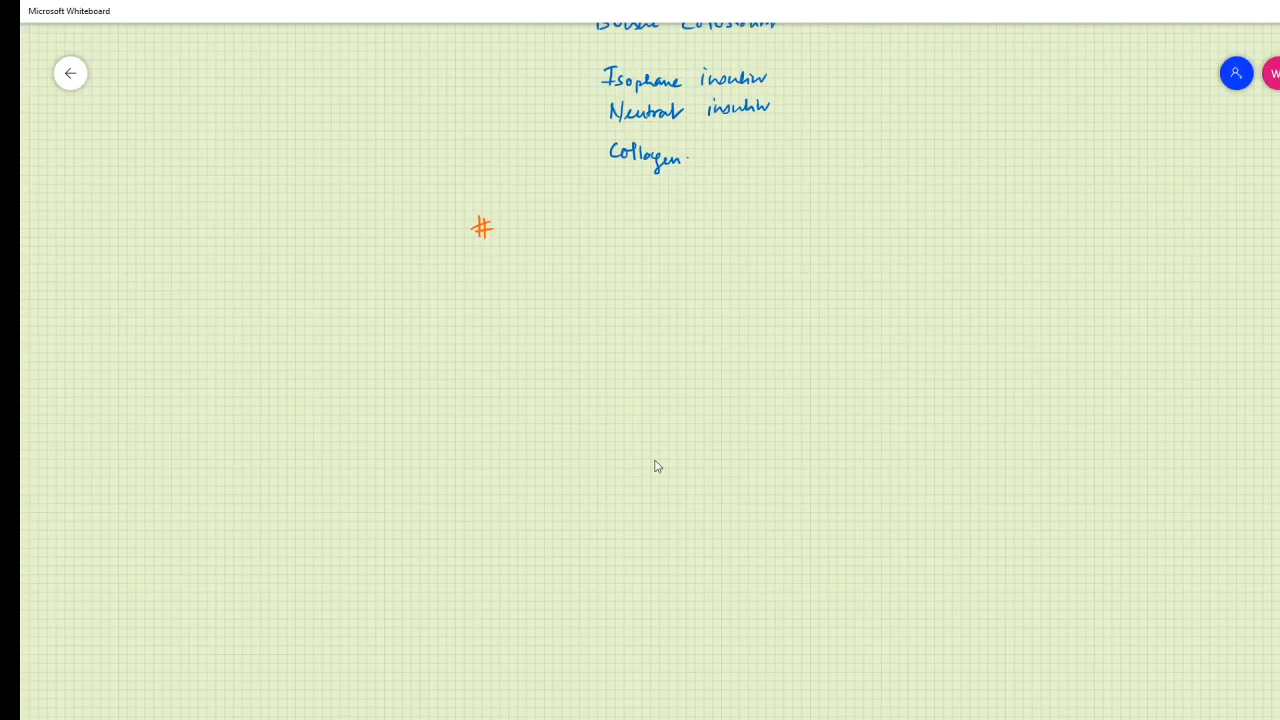 Microsoft Whiteboard
Isophane insulin
Neutral insulin
Collagen.
#
W